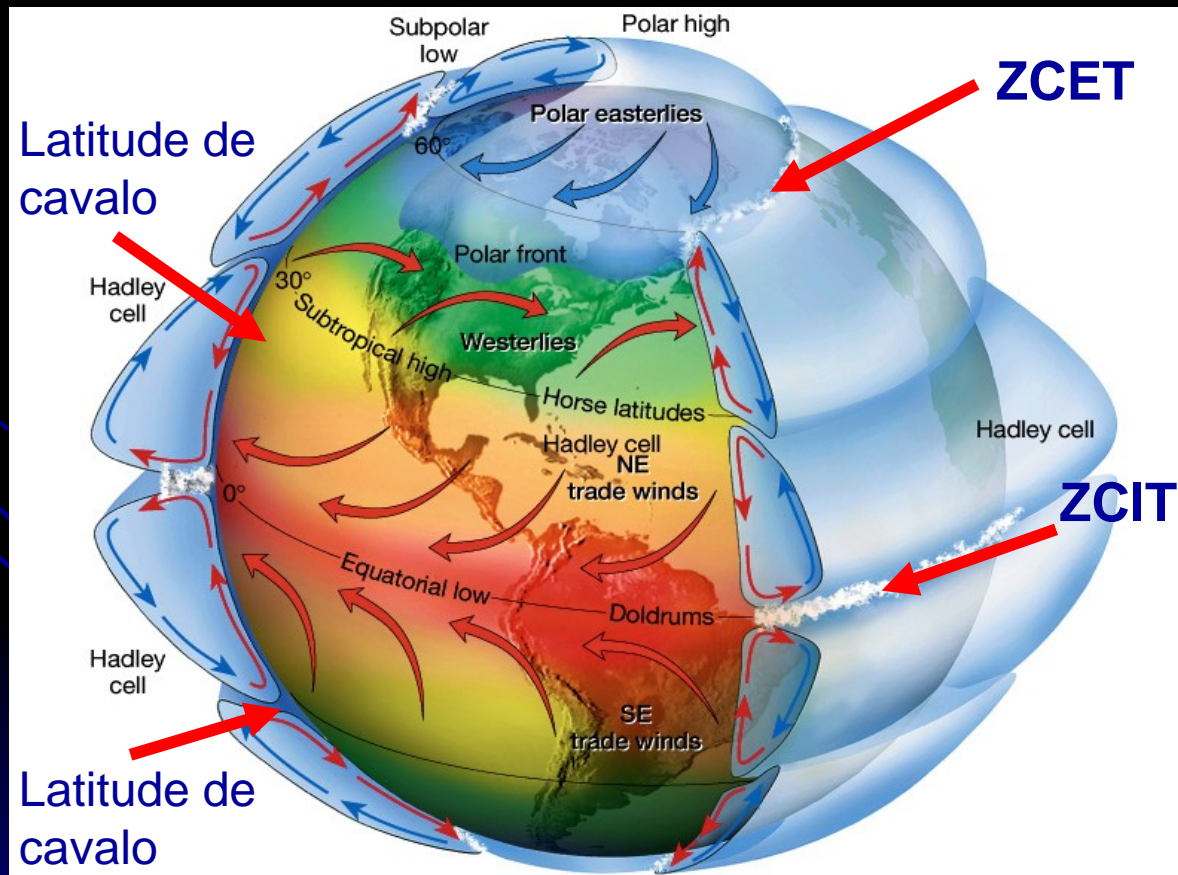 Subpolar
low
Polar high
ZCET
Polar easterlies
Latitude de
cavalo
60°
Polar front
30°
Hadley
cell
Subtropical high
Westerlies
Horse latitudes
Hadley cell
Hadley cell
NE
trade winds
ZCIT
0°
Equatorial low
Doldrums
Hadley
cell
SE
trade winds
Latitude de
cavalo